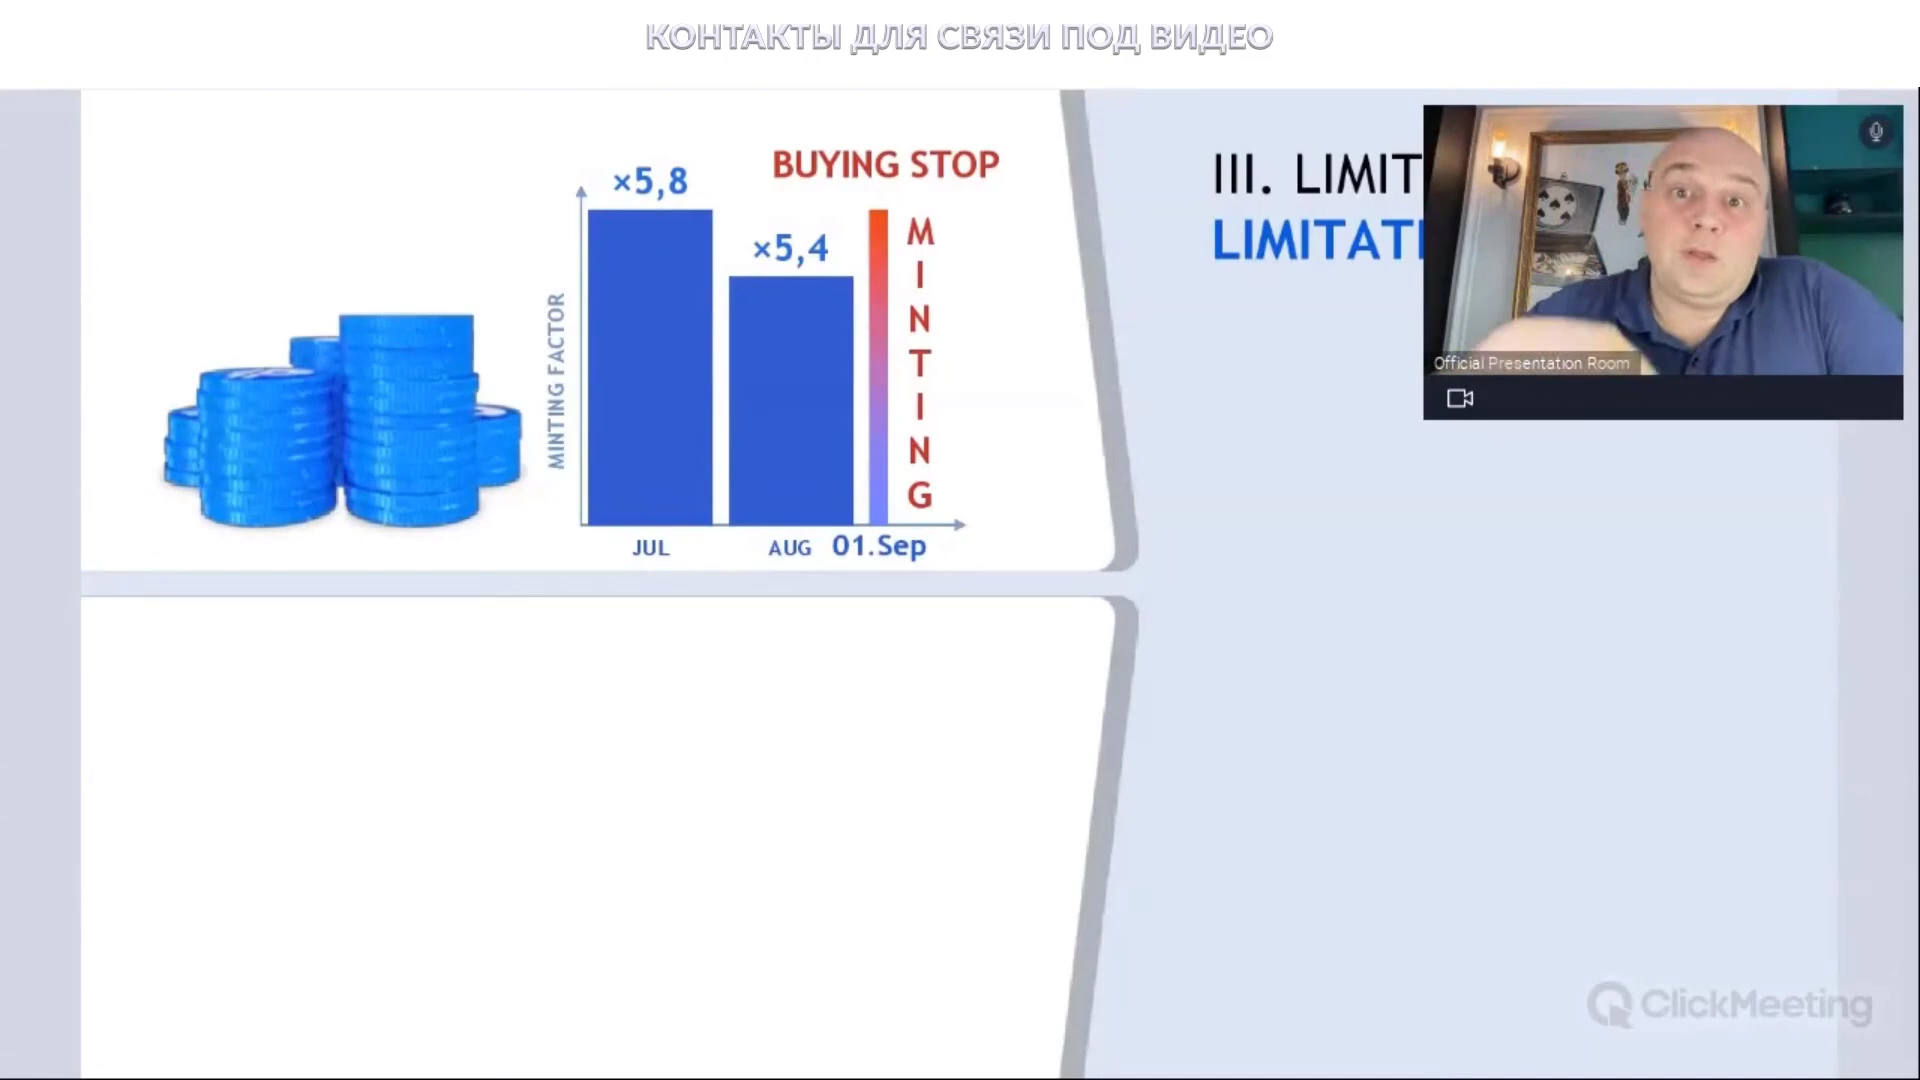 КОНТАКТЫ ДЛЯ СВЯЗИ ПОД ВИДЕО
BUYING STOP
×5,8
×5,4
MINTING FACTOR
MINTING
JUL
AUG
01.Sep
III. LIMIT
LIMITATI
Official Presentation Room
ClickMeeting